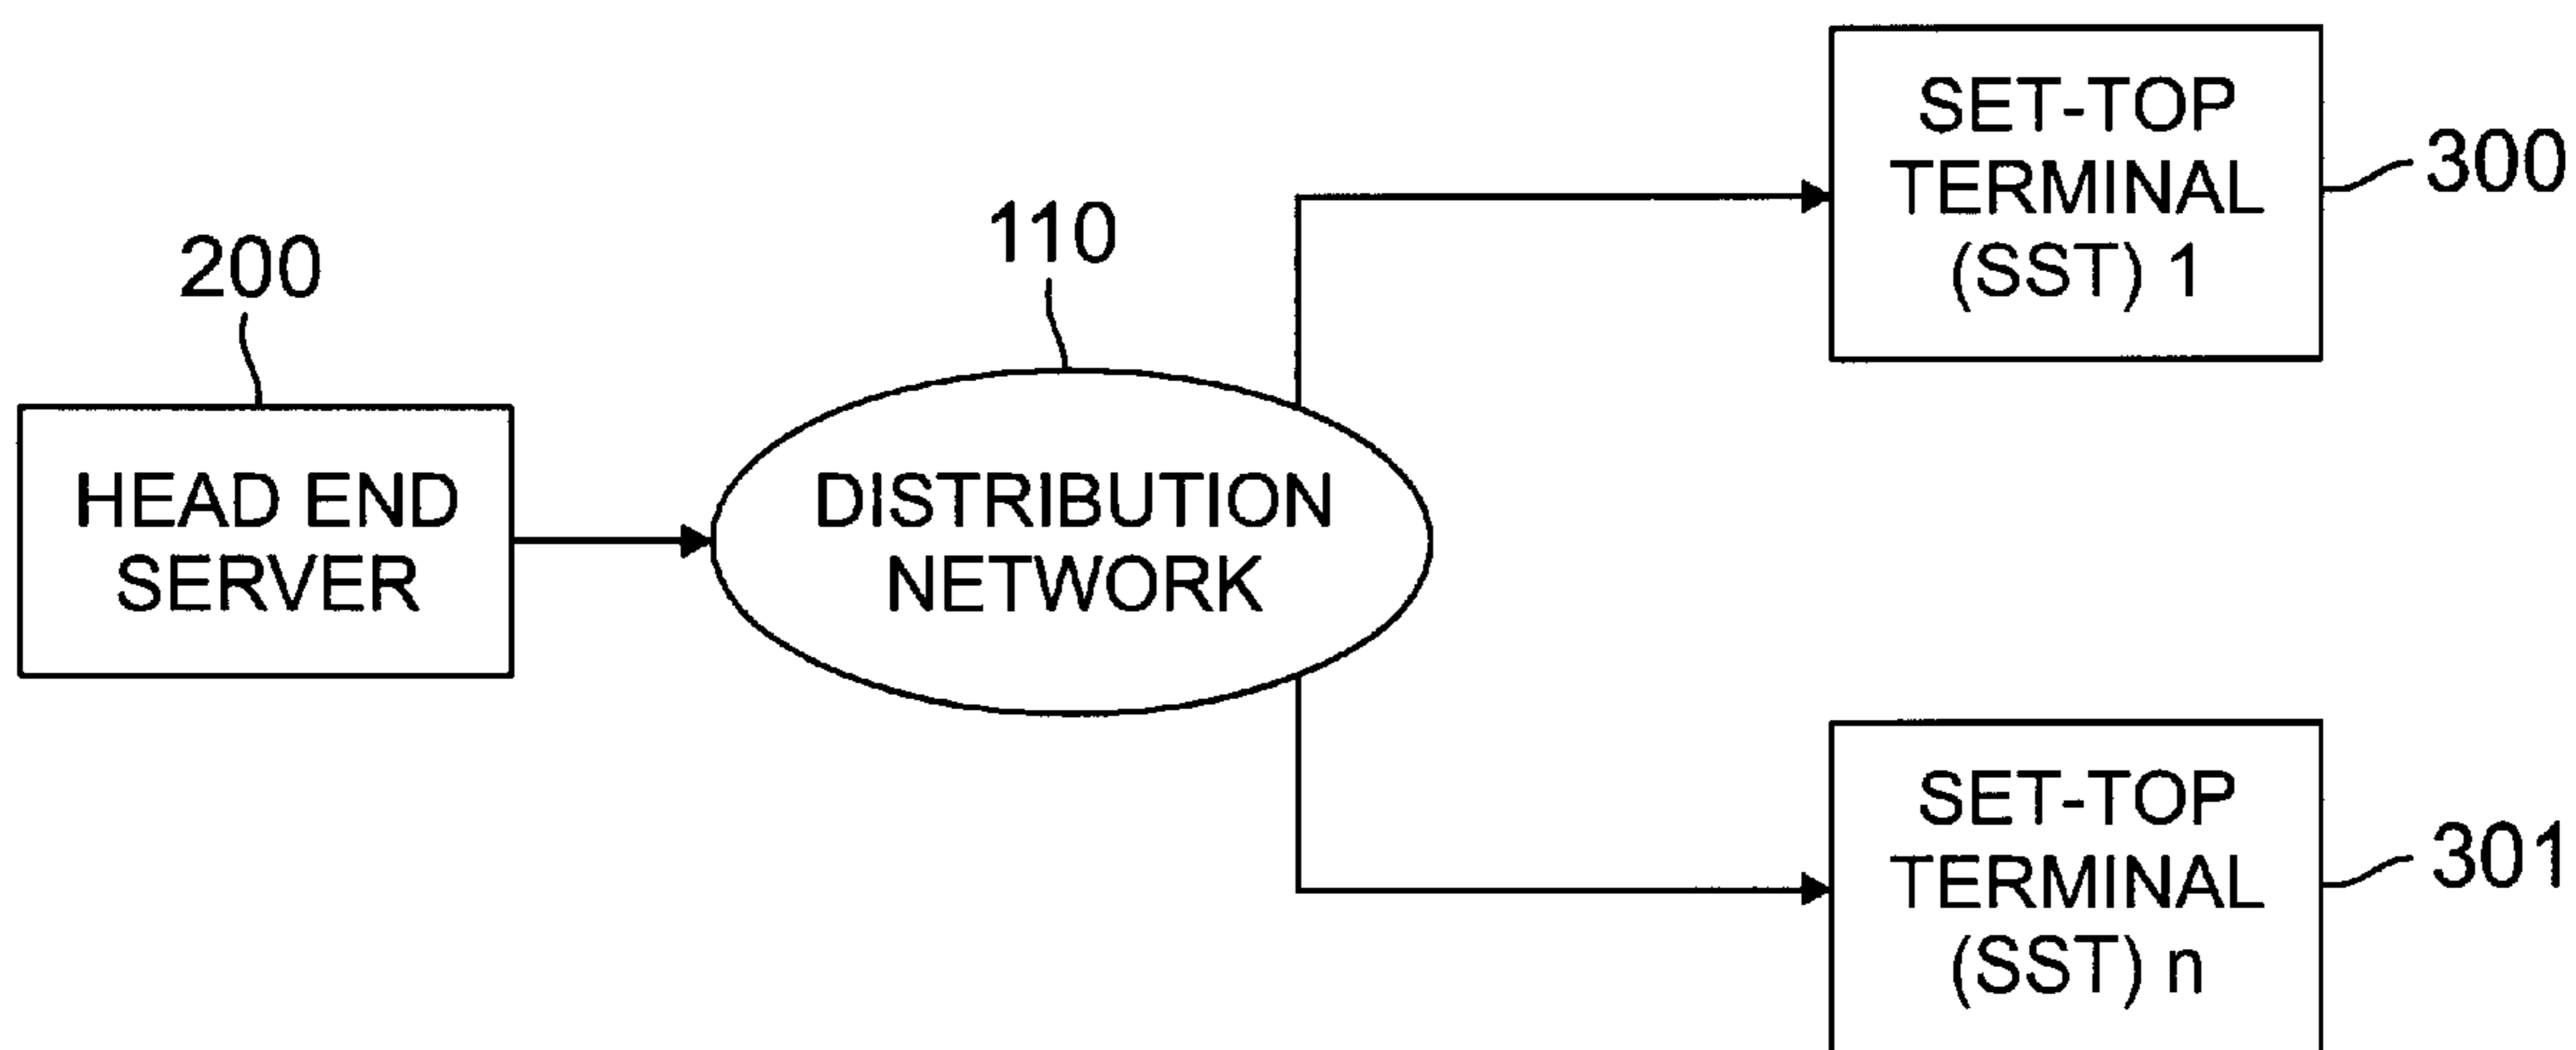 200
HEAD END
SERVER
110
DISTRIBUTION
NETWORK
SET-TOP
TERMINAL
(SST) 1
300
SET-TOP
TERMINAL
(SST) n
301